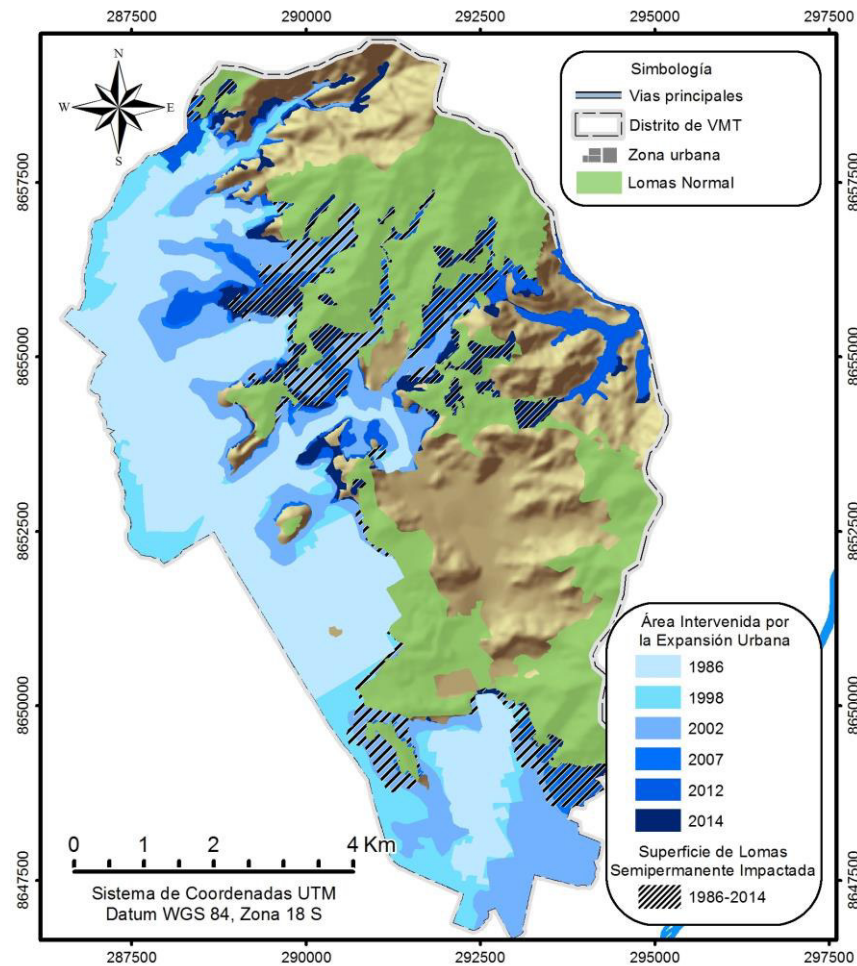 287500 290000 292500 295000 297500
N
W E
S
Simbología
Vias principales
Distrito de VMT
Zona urbana
Lomas Normal
8657500
8657500
8655000
8655000
8652500
8652500
8650000
8650000
8647500
8647500
Área Intervenida por
la Expansión Urbana
1986
1998
2002
2007
2012
2014
Superficie de Lomas
Semipermanente Impactada
1986-2014
0 1 2 4 Km
Sistema de Coordenadas UTM
Datum WGS 84, Zona 18 S
287500 290000 292500 295000 297500